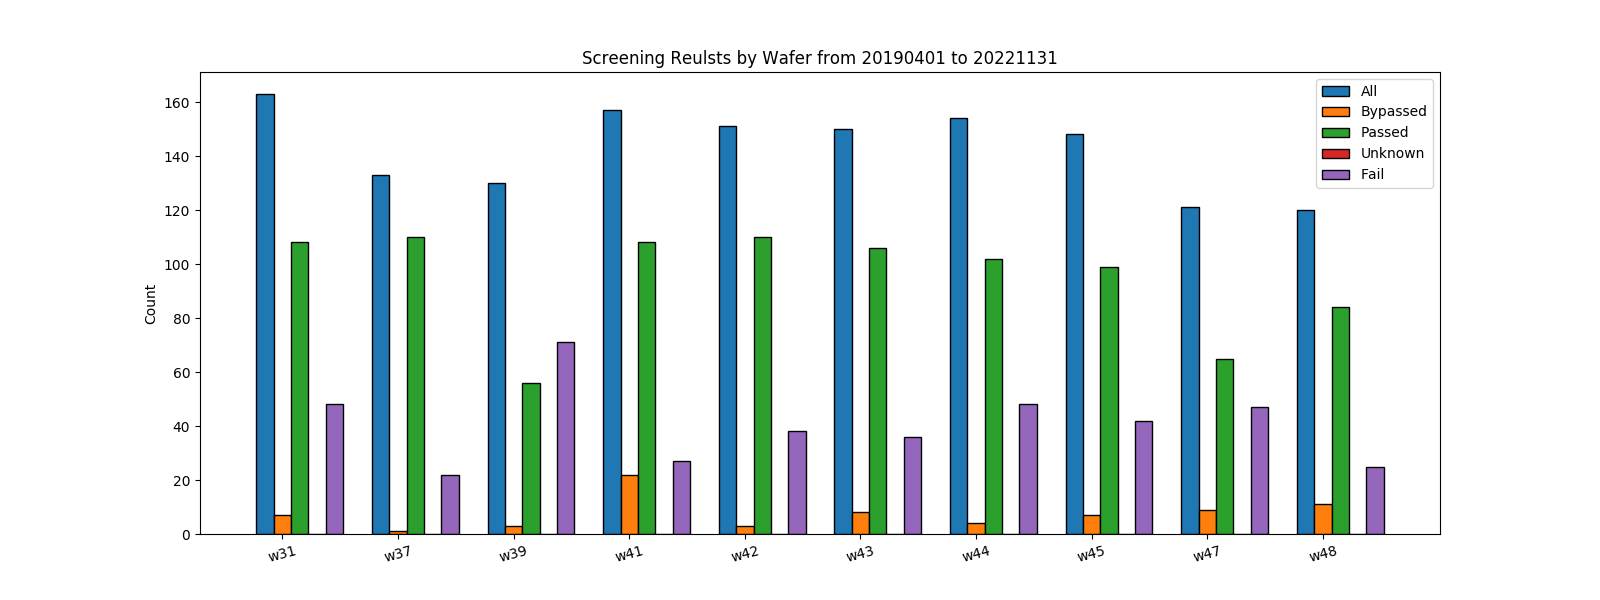 Screening Reulsts by Wafer from 20190401 to 20221131
All
Bypassed
Passed
Unknown
Fail
Count
160
140
120
100
80
60
40
20
0
w31 w37 w39 w41 w42 w43 w44 w45 w47 w48